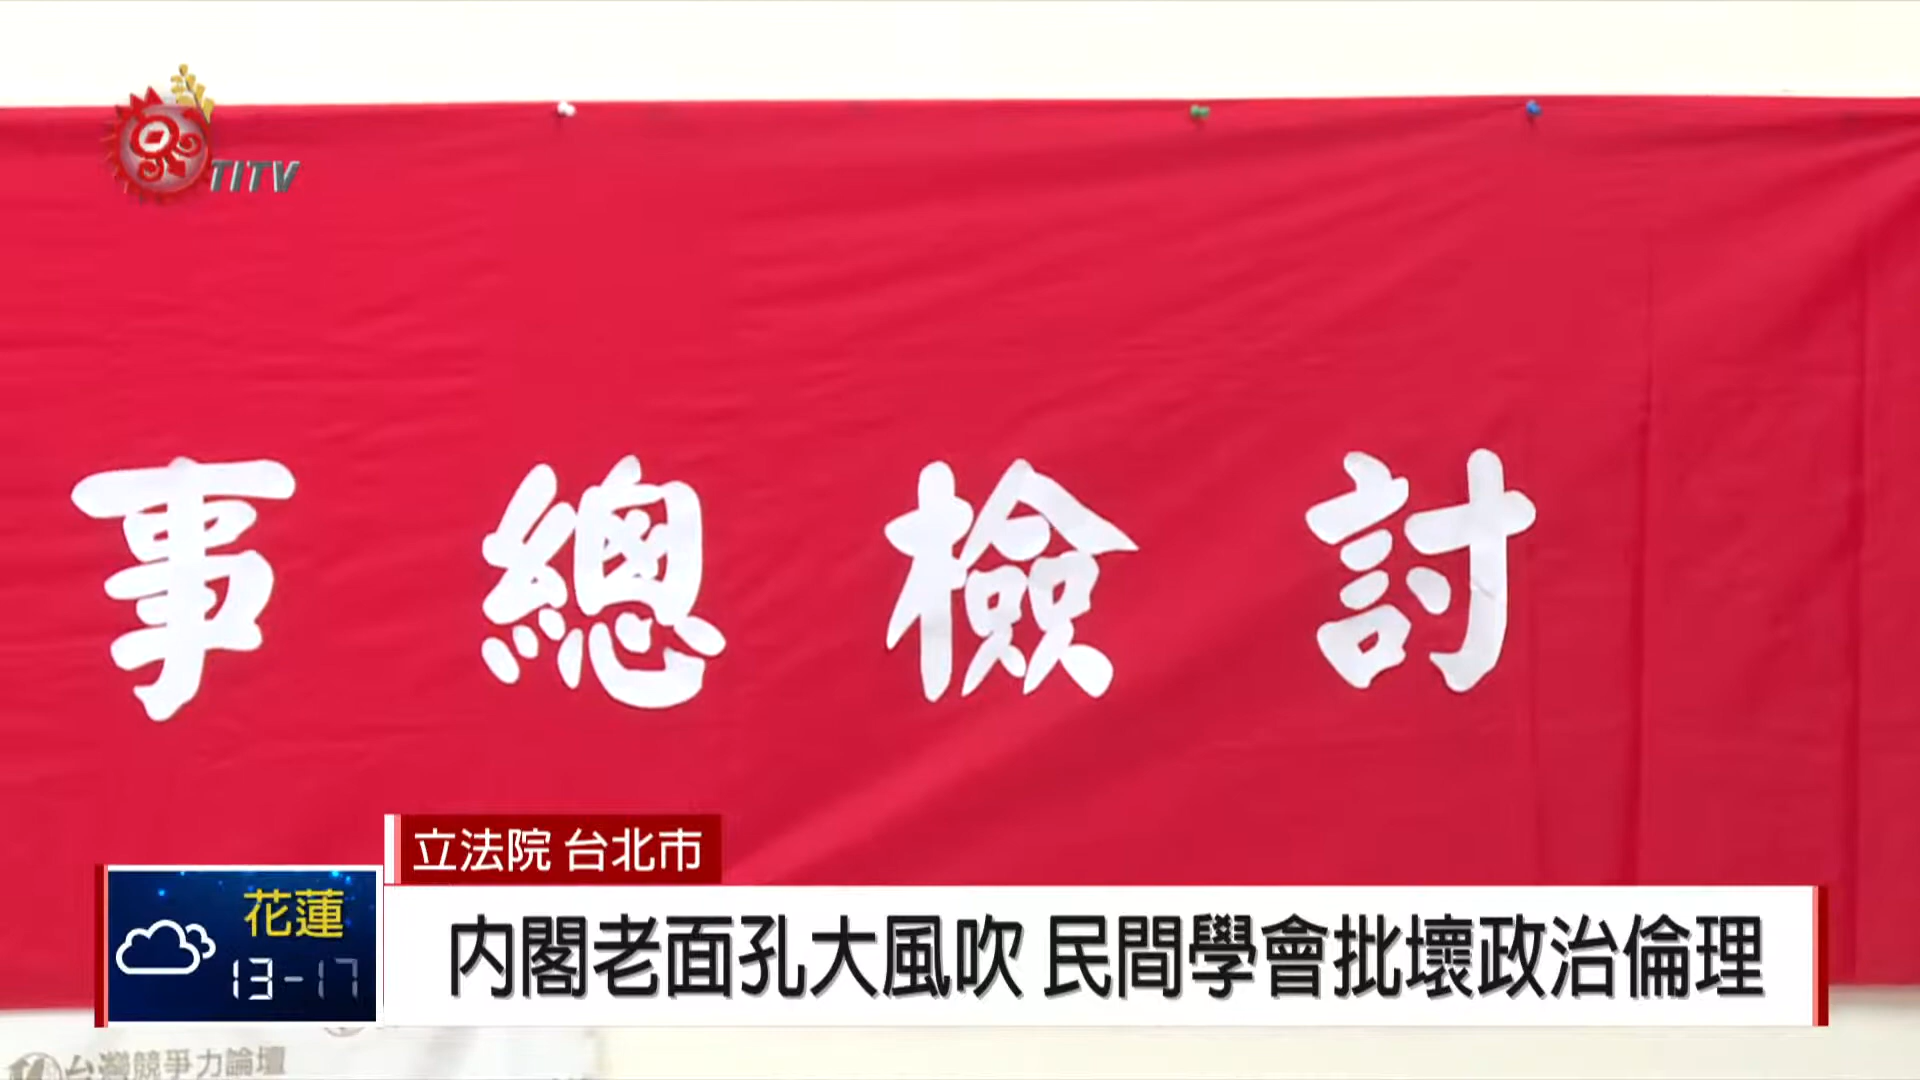 TITV
事總檢討
立法院 台北市
花蓮
13-17
內閣老面孔大風吹 民間學會批壞政治倫理
台灣競爭力論壇